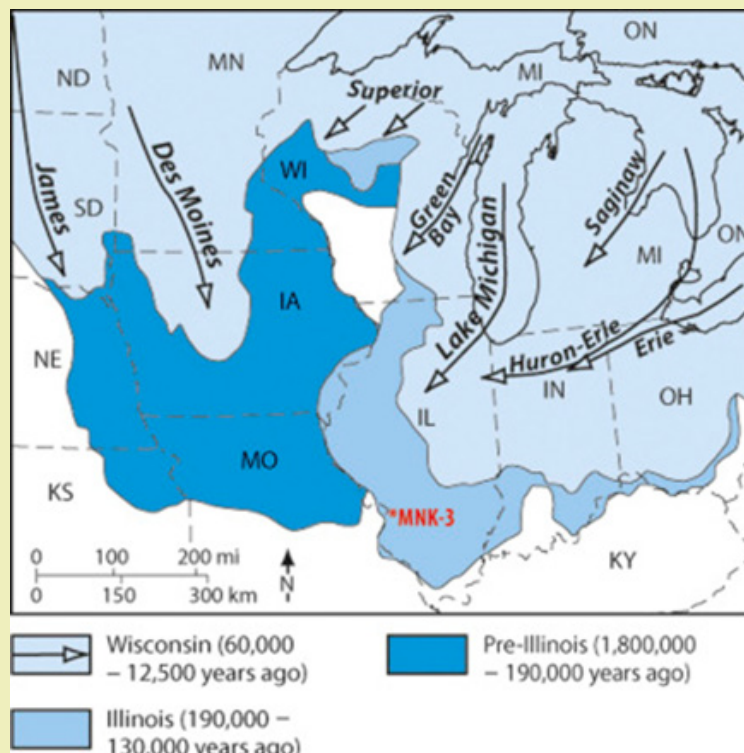 ON
MN
ND
MI
Superior
WI
James
Des Moines
SD
Green
Bay
Lake Michigan
Saginaw
MI
ON
IA
NE
Huron-Erie
Erie
IL
IN
OH
MO
KS
*MNK-3
KY
0 100 200 mi
0 150 300 km
N
Wisconsin (60,000
– 12,500 years ago)
Pre-Illinois (1,800,000
– 190,000 years ago)
Illinois (190,000 –
130,000 years ago)